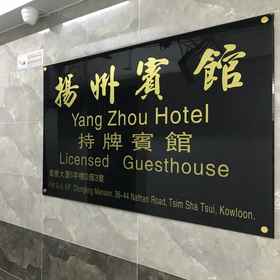 揚州賓館
Yang Zhou Hotel
持牌賓館
Licensed Guesthouse
Mansion, 36-44 Nathan Road, Tsim Sha Tsui, Kowloon.